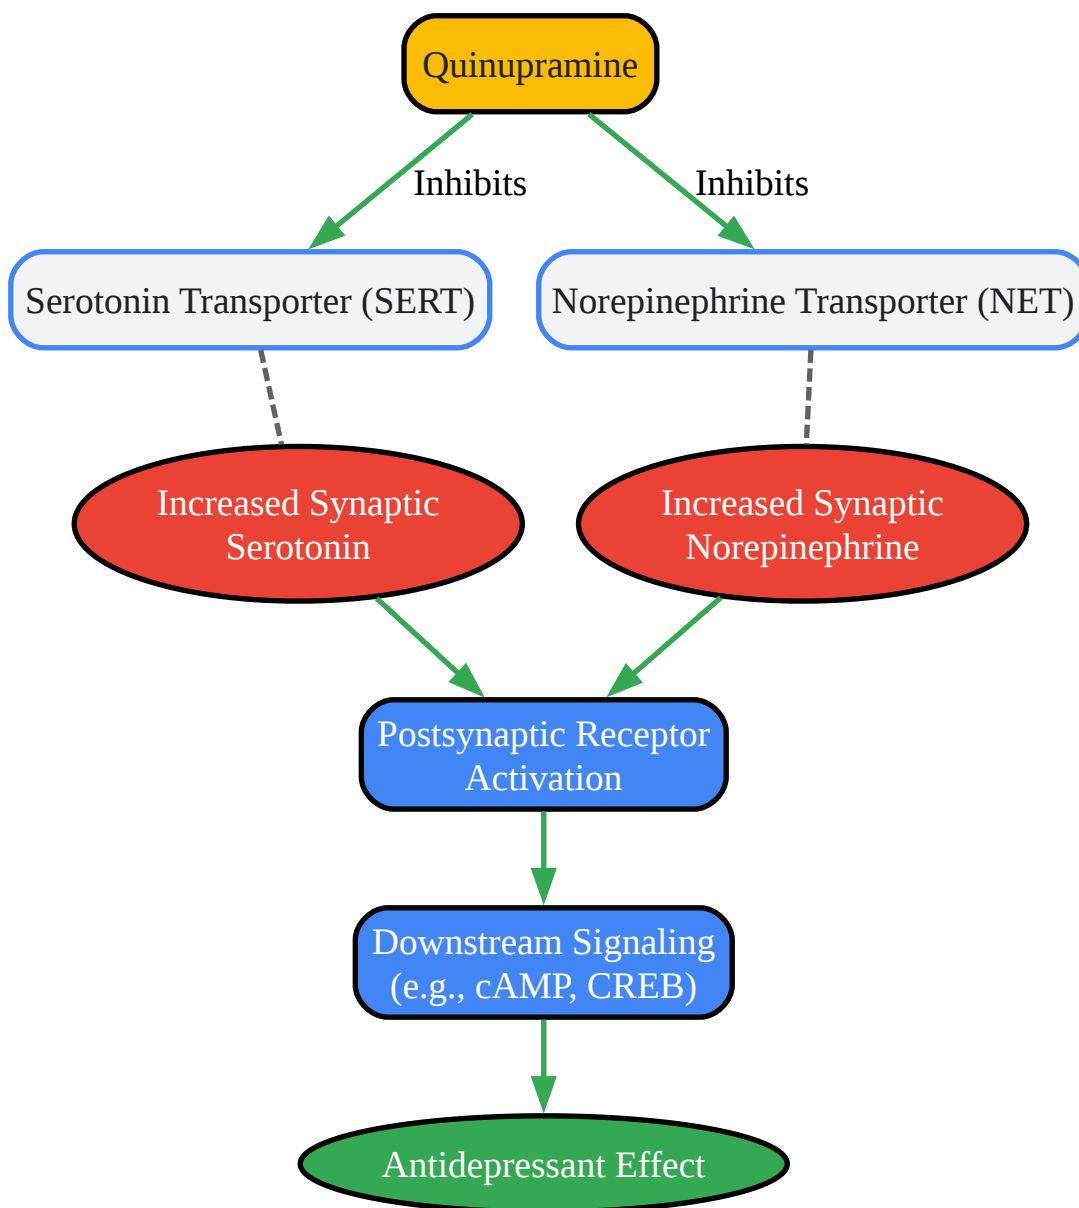 Quinupramine
Inhibits
Inhibits
Serotonin Transporter (SERT)
Norepinephrine Transporter (NET)
Increased Synaptic
Serotonin
Increased Synaptic
Norepinephrine
Postsynaptic Receptor
Activation
Downstream Signaling
(e.g., cAMP, CREB)
Antidepressant Effect